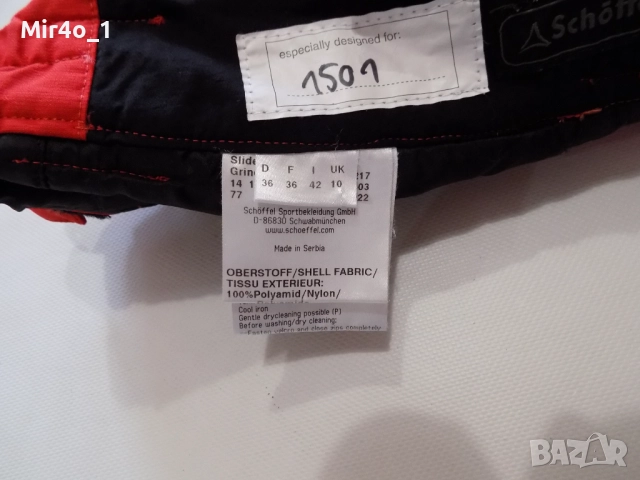 Mir4o_1
Schöffel
especially designed for:
1501
Slide D F I UK 217
Grin 36 36 42 10 03
14 1
77 22
Schöffel Sportbekleidung GmbH
D-86830 Schwabmünchen
www.schoeffel.com
Made in Serbia
OBERSTOFF/SHELL FABRIC/
TISSU EXTERIEUR:
100%Polyamid/Nylon/
Cool iron
Gentle drycleaning possible (P)
Before washing/dry cleaning:
BAZAR